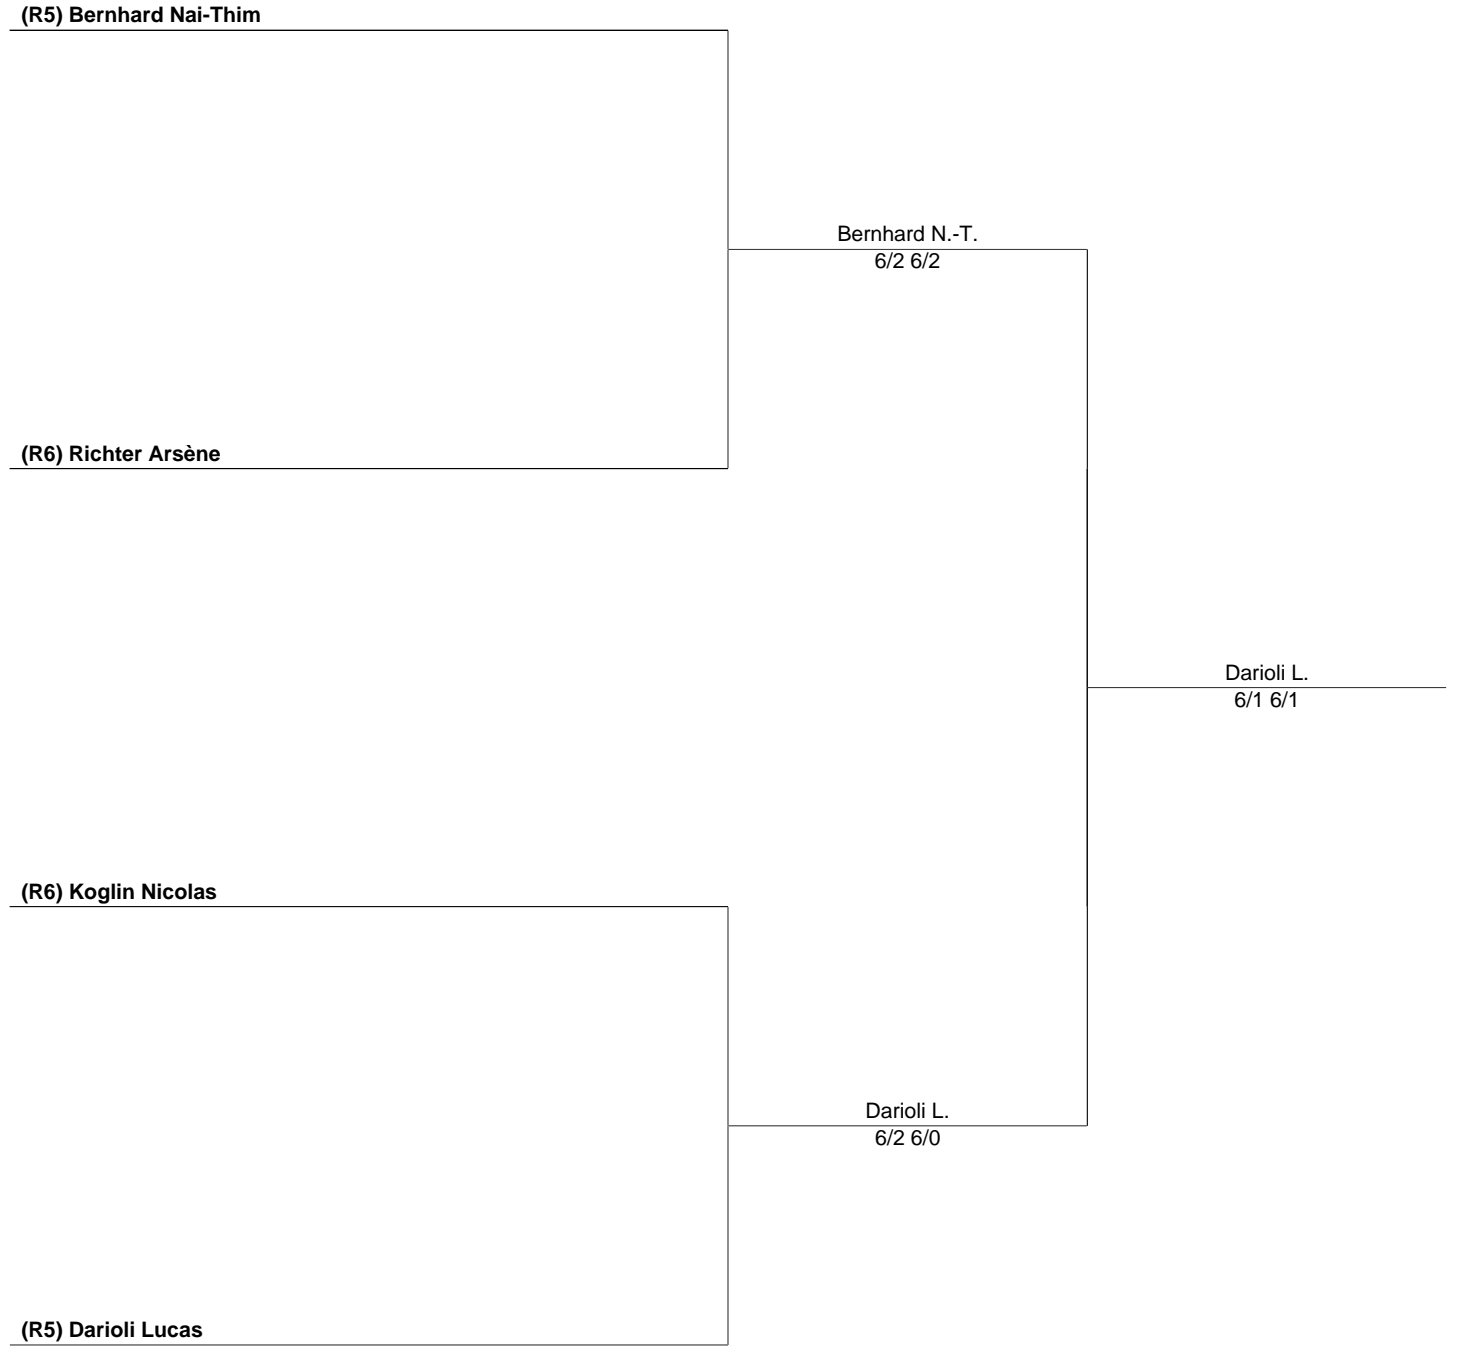 (R5) Bernhard Nai-Thim
Bernhard N.-T.
6/2 6/2
(R6) Richter Arsène
Darioli L.
6/1 6/1
(R6) Koglin Nicolas
Darioli L.
6/2 6/0
(R5) Darioli Lucas